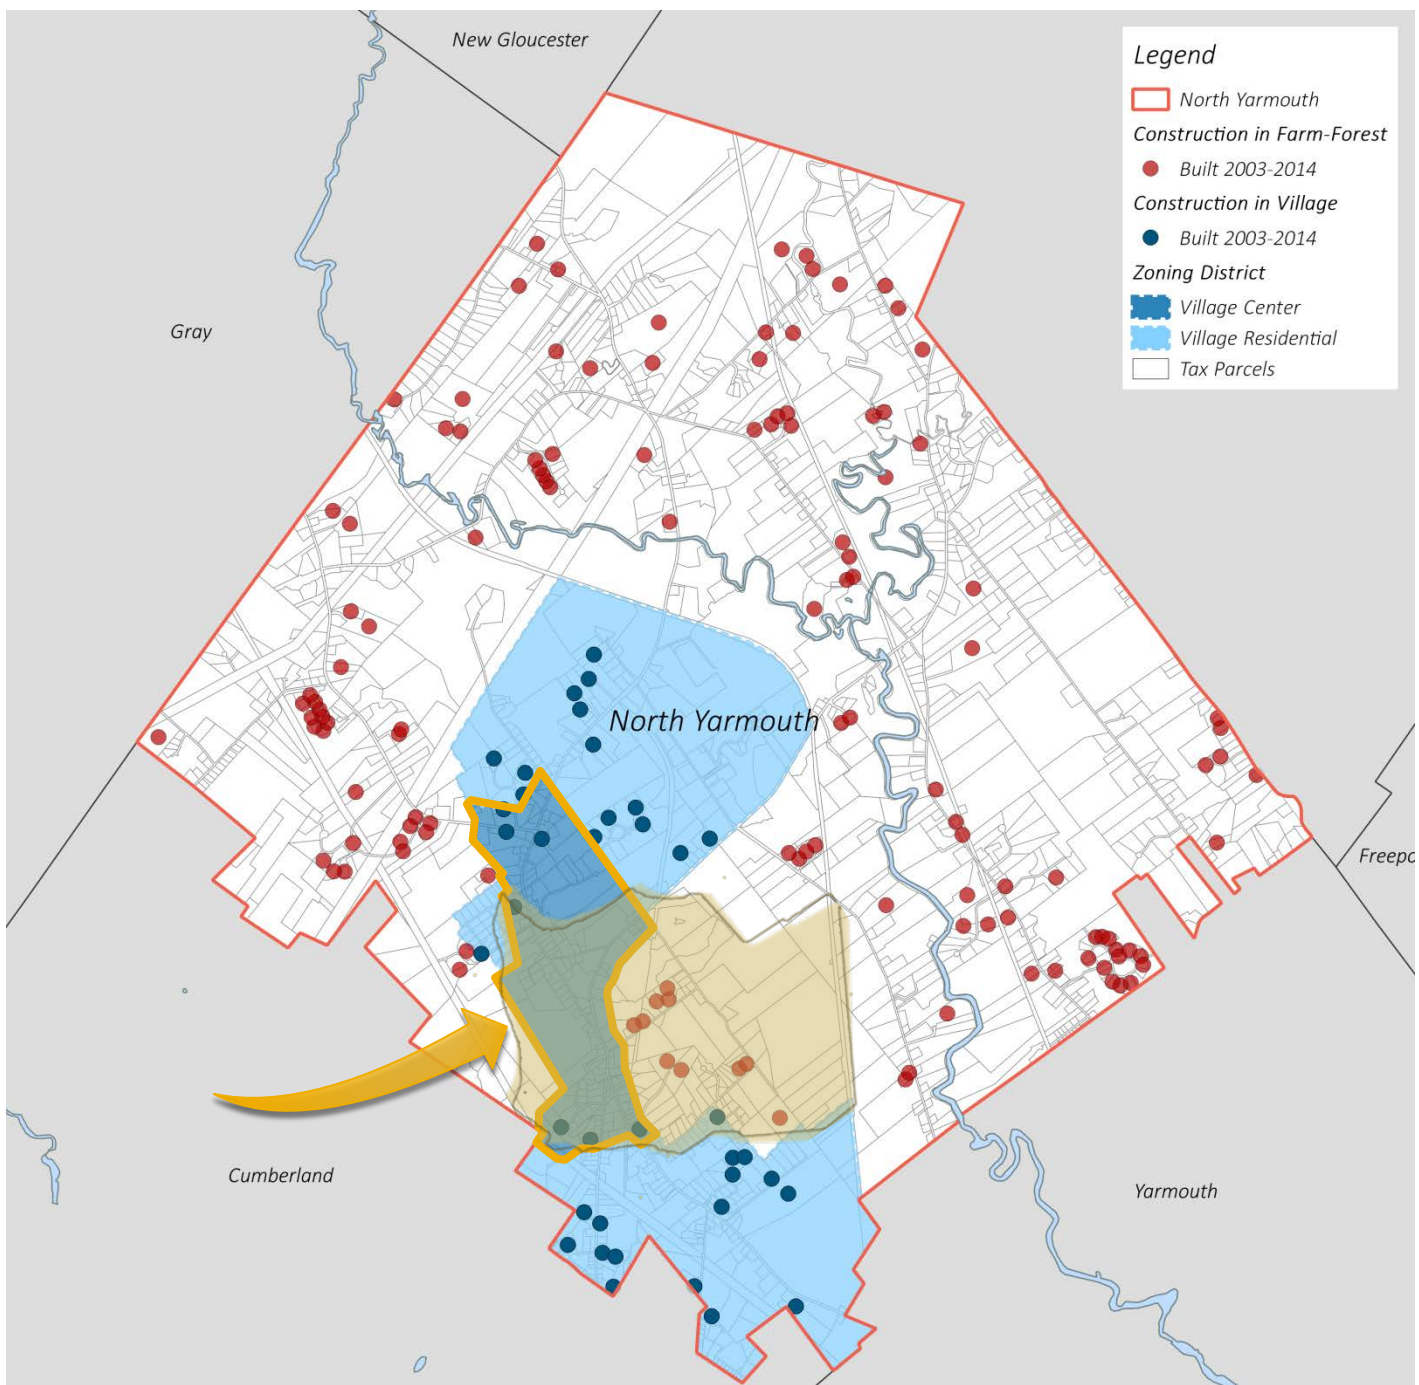 New Gloucester
Legend
North Yarmouth
Construction in Farm-Forest
Built 2003-2014
Construction in Village
Built 2003-2014
Zoning District
Village Center
Village Residential
Tax Parcels
Gray
North Yarmouth
Freepo
Cumberland
Yarmouth